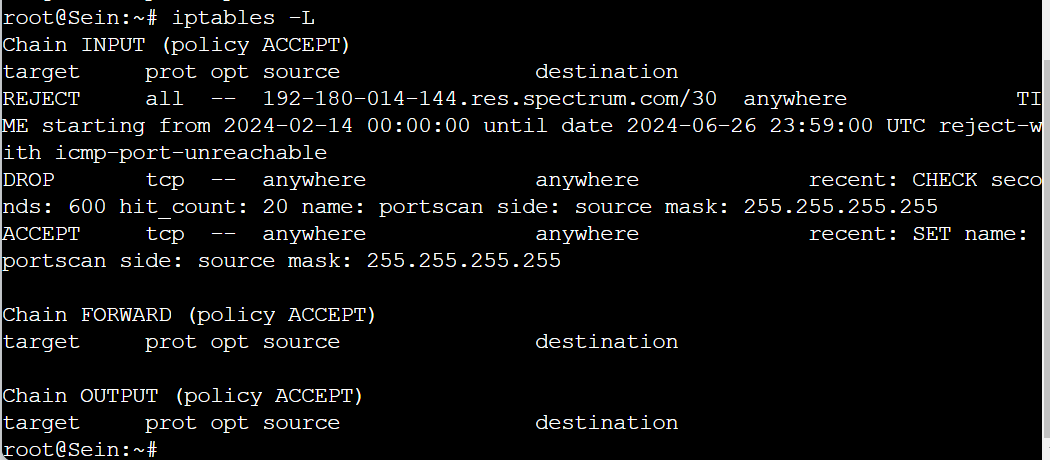 root@Sein:~# iptables -L
Chain INPUT (policy ACCEPT)
target     prot opt source               destination
REJECT     all  --  192-180-014-144.res.spectrum.com/30  anywhere             TI
ME starting from 2024-02-14 00:00:00 until date 2024-06-26 23:59:00 UTC reject-w
ith icmp-port-unreachable
DROP       tcp  --  anywhere             anywhere             recent: CHECK seco
nds: 600 hit_count: 20 name: portscan side: source mask: 255.255.255.255
ACCEPT     tcp  --  anywhere             anywhere             recent: SET name:
portscan side: source mask: 255.255.255.255

Chain FORWARD (policy ACCEPT)
target     prot opt source               destination

Chain OUTPUT (policy ACCEPT)
target     prot opt source               destination
root@Sein:~#